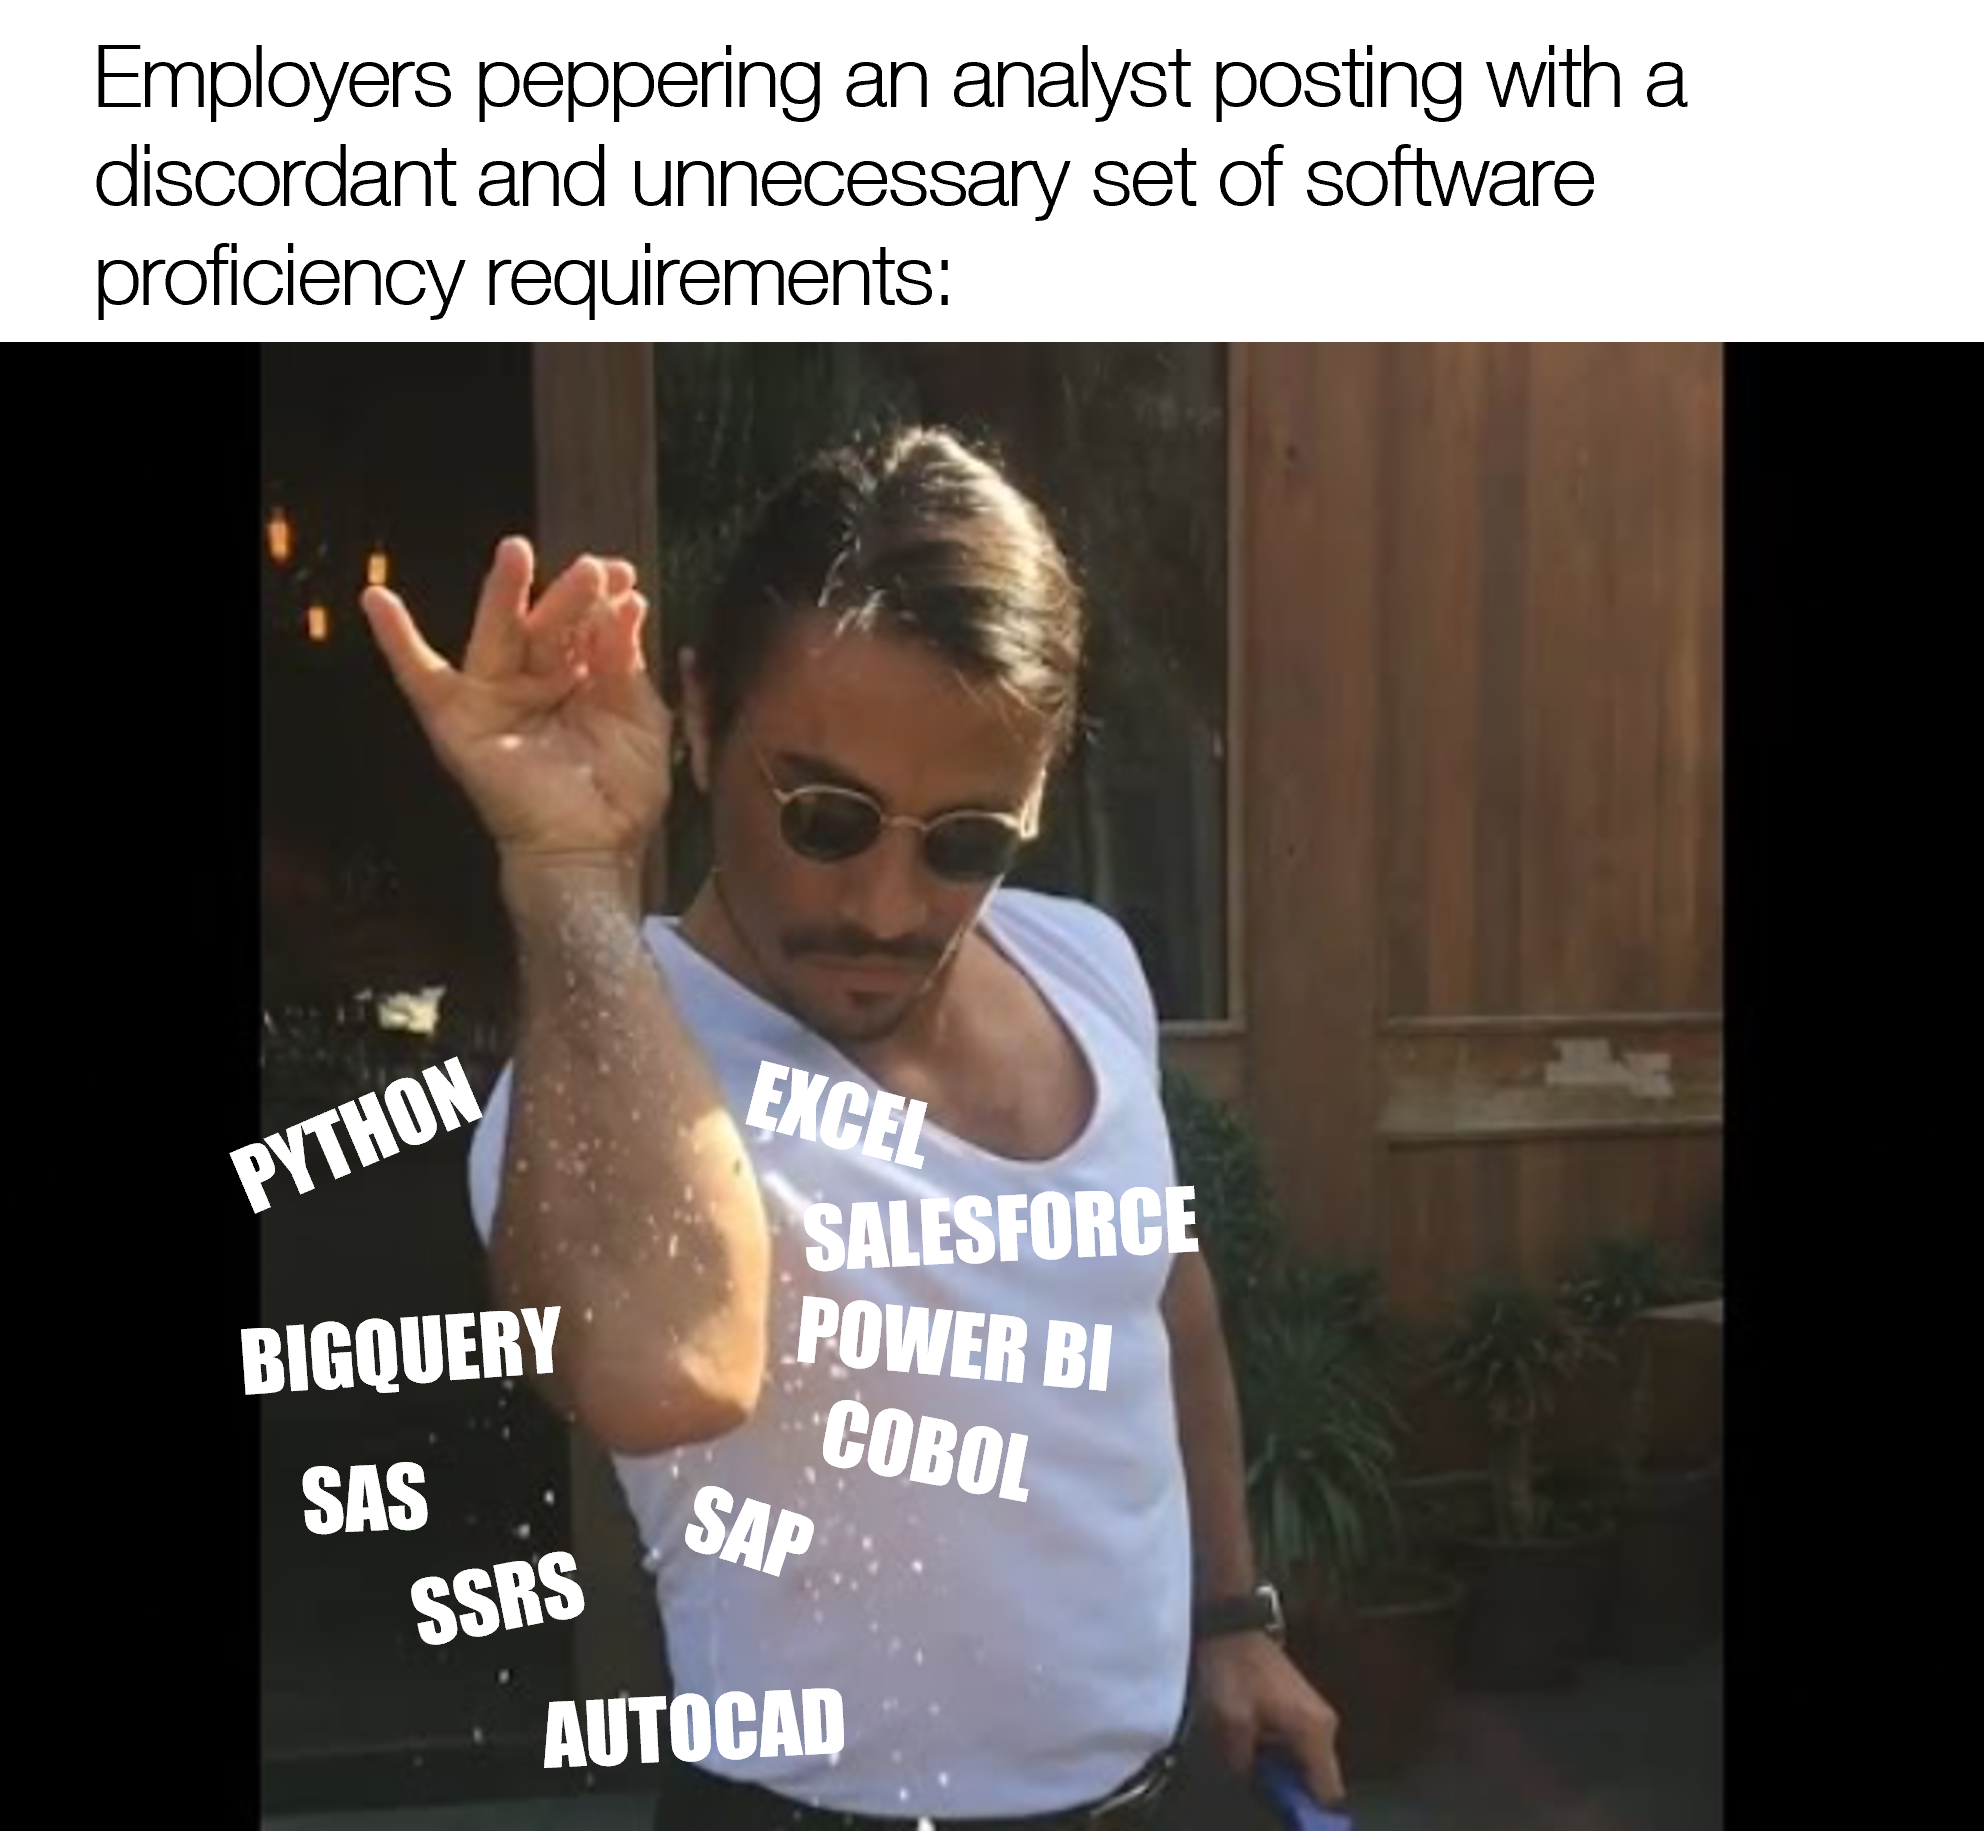 Employers peppering an analyst posting with a
discordant and unnecessary set of software
proficiency requirements:
PYTHON
EXCEL
SALESFORCE
BIGQUERY
POWER BI
COBOL
SAS
SAP
SSRS
AUTOCAD